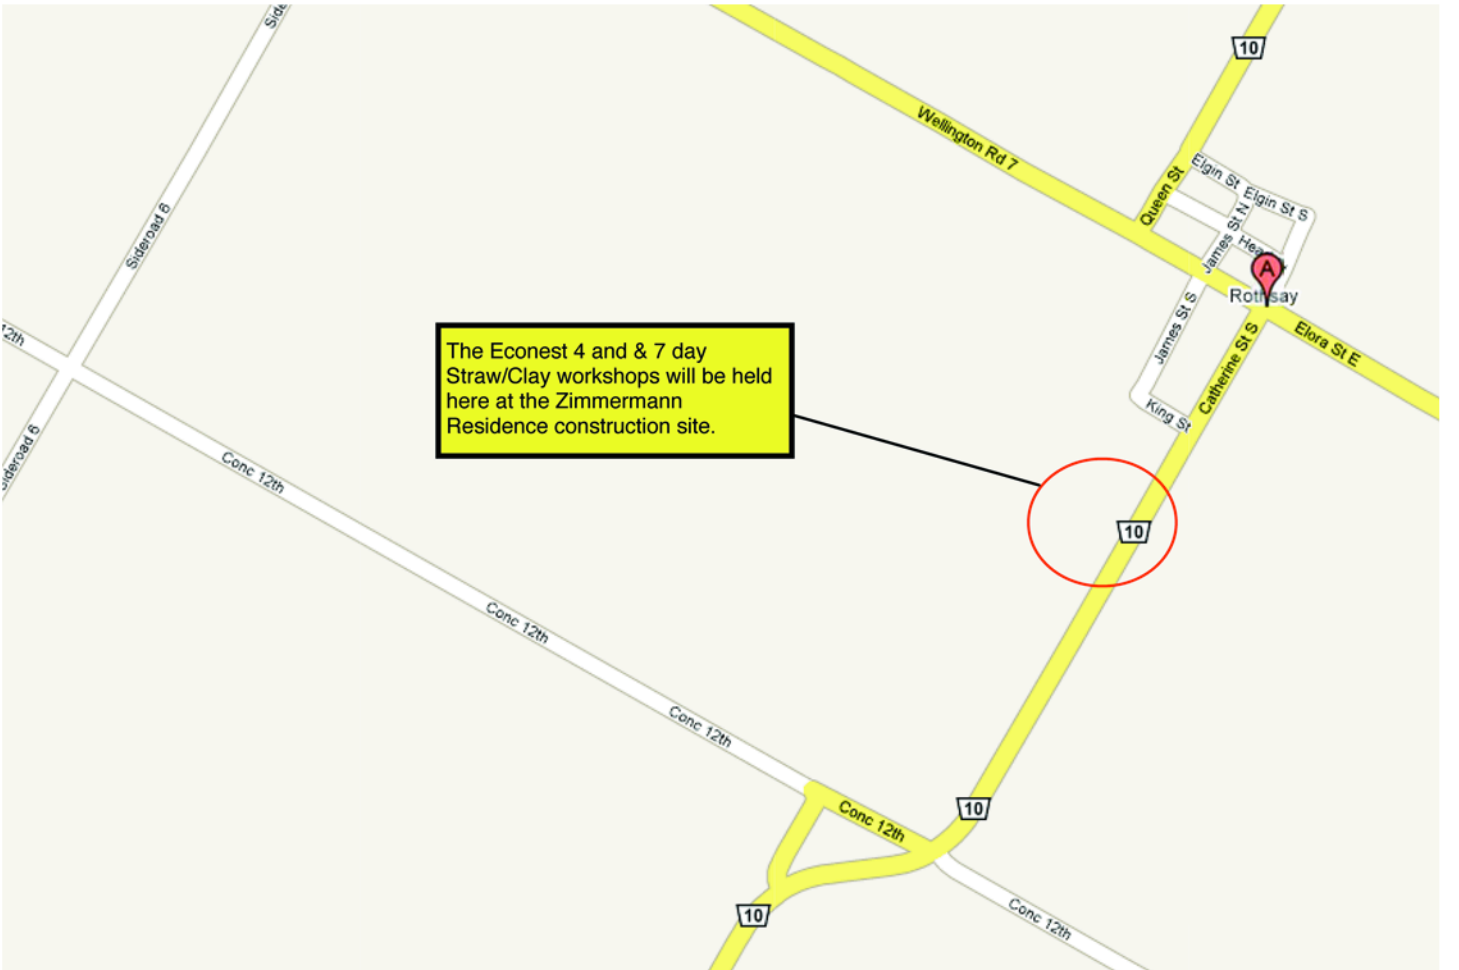 Side
10
Wellington Rd 7
Queen St
Elgin St
Elgin St S
James St N
Sideroad 6
Rothsay
A
12th
James St S
Elora St E
Catherine St S
The Econest 4 and & 7 day
Straw/Clay workshops will be held
here at the Zimmermann
Residence construction site.
King St
Sideroad 6
Conc 12th
10
Conc 12th
Conc 12th
10
Conc 12th
10
Conc 12th